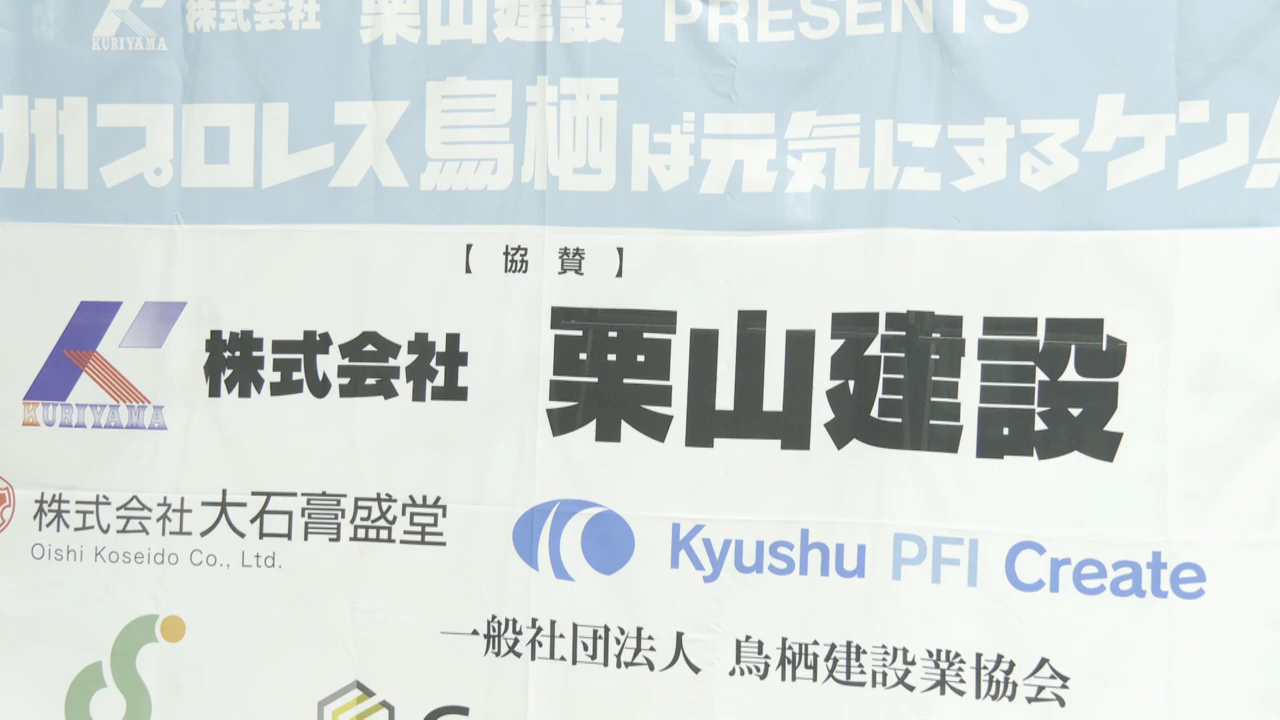 KURIYAMA 株式会社 栗山建設 PRESENTS
州プロレス鳥栖ば元気にするケン!
【 協 賛 】
KURIYAMA 株式会社 栗山建設
株式会社大石膏盛堂
Oishi Koseido Co., Ltd.
Kyushu PFI Create
一般社団法人 鳥栖建設業協会